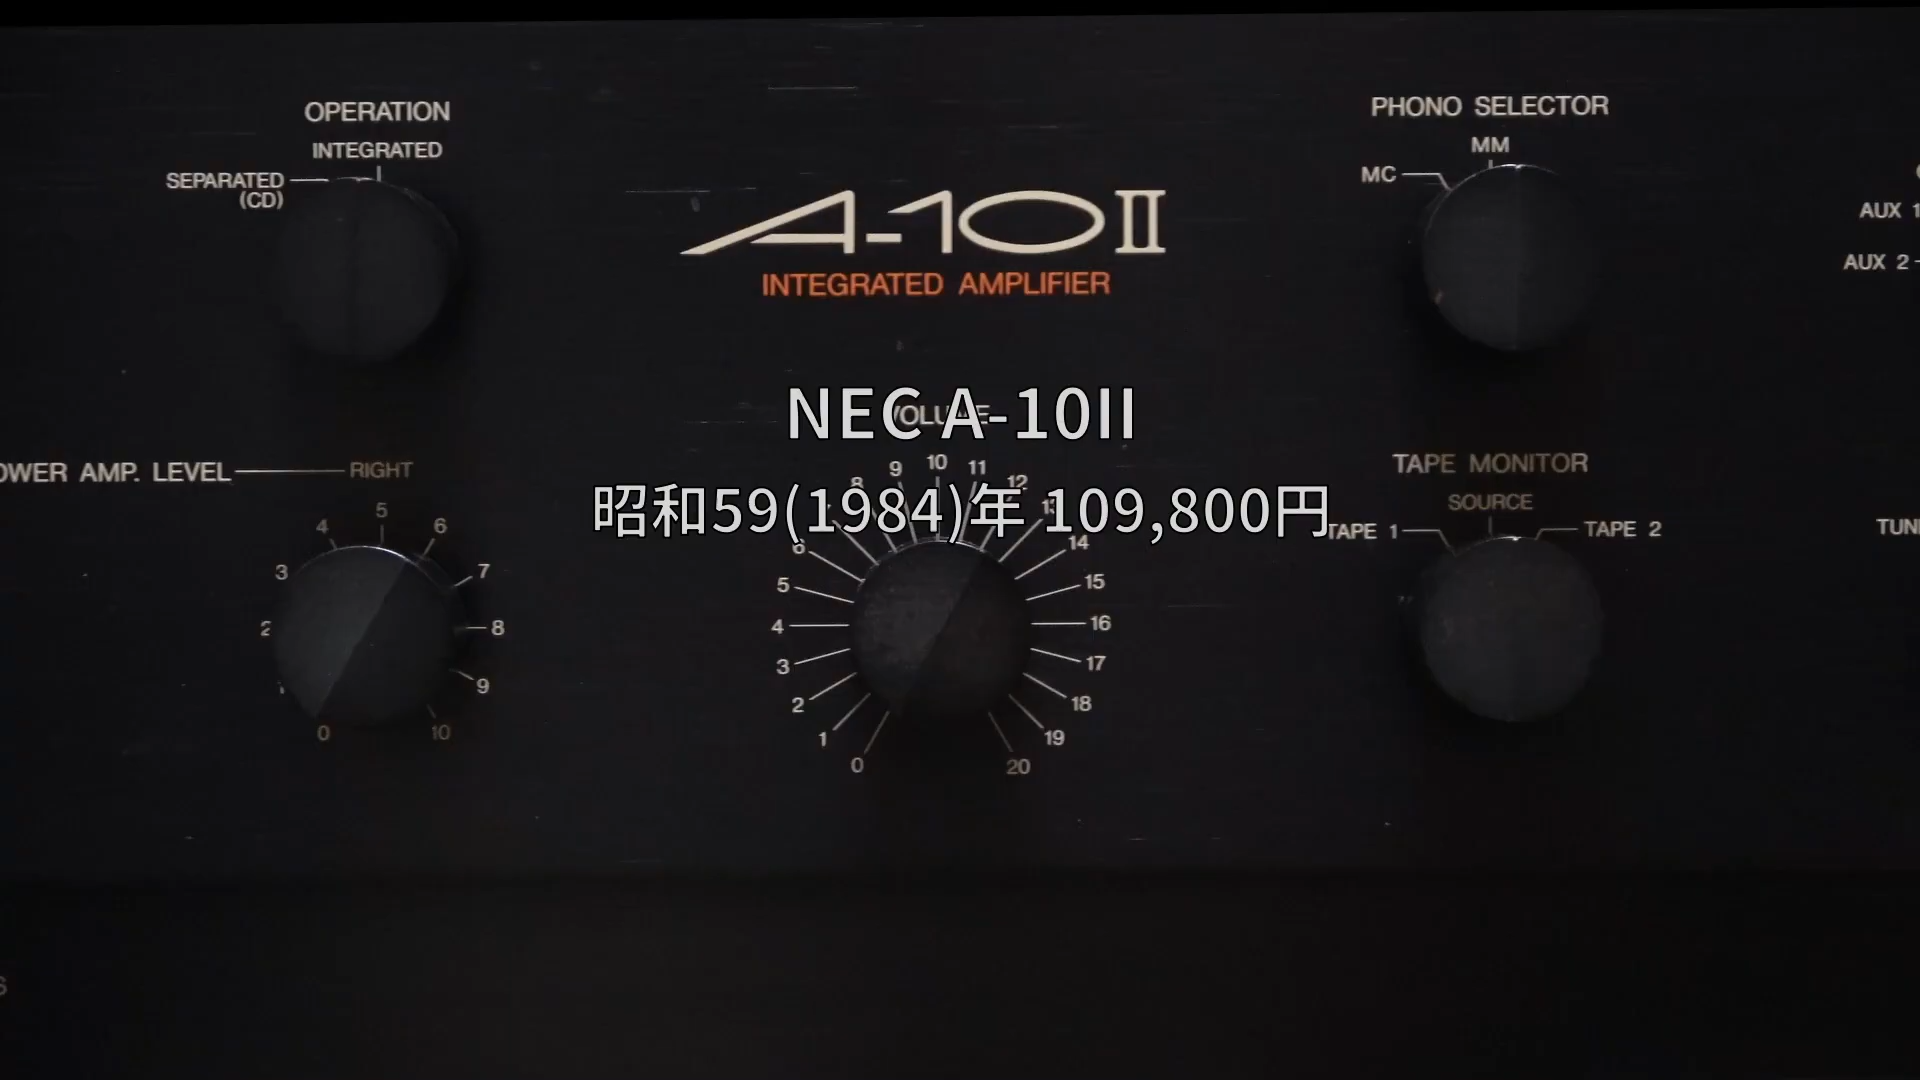 OPERATION
INTEGRATED
SEPARATED
(CD)
A-10 II
INTEGRATED AMPLIFIER
PHONO SELECTOR
MM
MC
AUX 1
AUX 2
NEC A-10II
昭和59(1984)年 109,800円
VOLUME
AMP. LEVEL
RIGHT
0
2
3
4
5
6
7
8
9
10
0
1
2
3
4
5
6
8
9
10
11
12
14
15
16
17
18
19
20
TAPE MONITOR
SOURCE
TAPE 1
TAPE 2